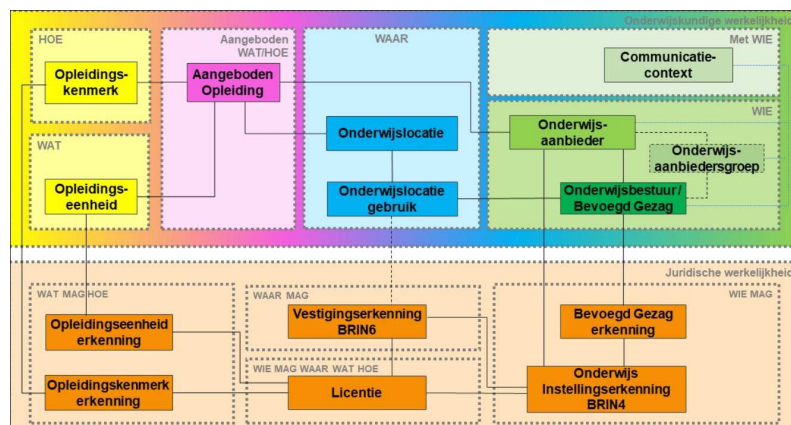 Onderwijskundige werkelijkheid
HOE
Opleidings-
kenmerk
Aangeboden
WAT/HOE
Aangeboden
Opleiding
WAAR
Met WIE
Communicatie-
context
WAT
Opleidings-
eenheid
Onderwijslocatie
Onderwijslocatie
gebruik
WIE
Onderwijs-
aanbieder
Onderwijs-
aanbiedersgroep
Onderwijsbestuur /
Bevoegd Gezag
Juridische werkelijkheid
WAT MAG HOE
Opleidingseenheid
erkenning
Opleidingskenmerk
erkenning
WAAR MAG
Vestigingserkenning
BRIN6
WIE MAG WAAR WAT HOE
Licentie
WIE MAG
Bevoegd Gezag
erkenning
Onderwijs
Instellingserkenning
BRIN4